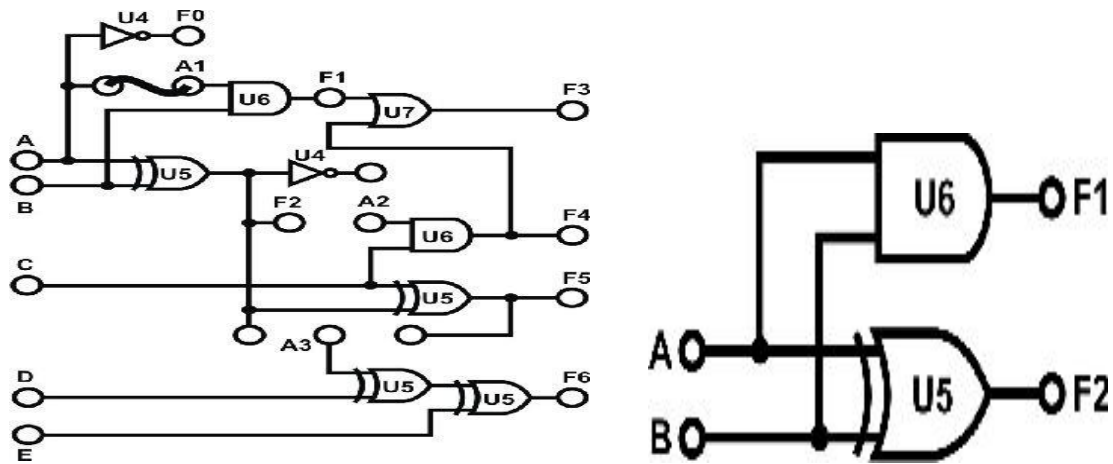 U4 F0
A1 F1
U6 U7 F3
A
U5 U4
B
F2 A2
U6 F4
C
U5 F5
A3
D U5 U5 F6
E
U6 F1
A
U5 F2
B